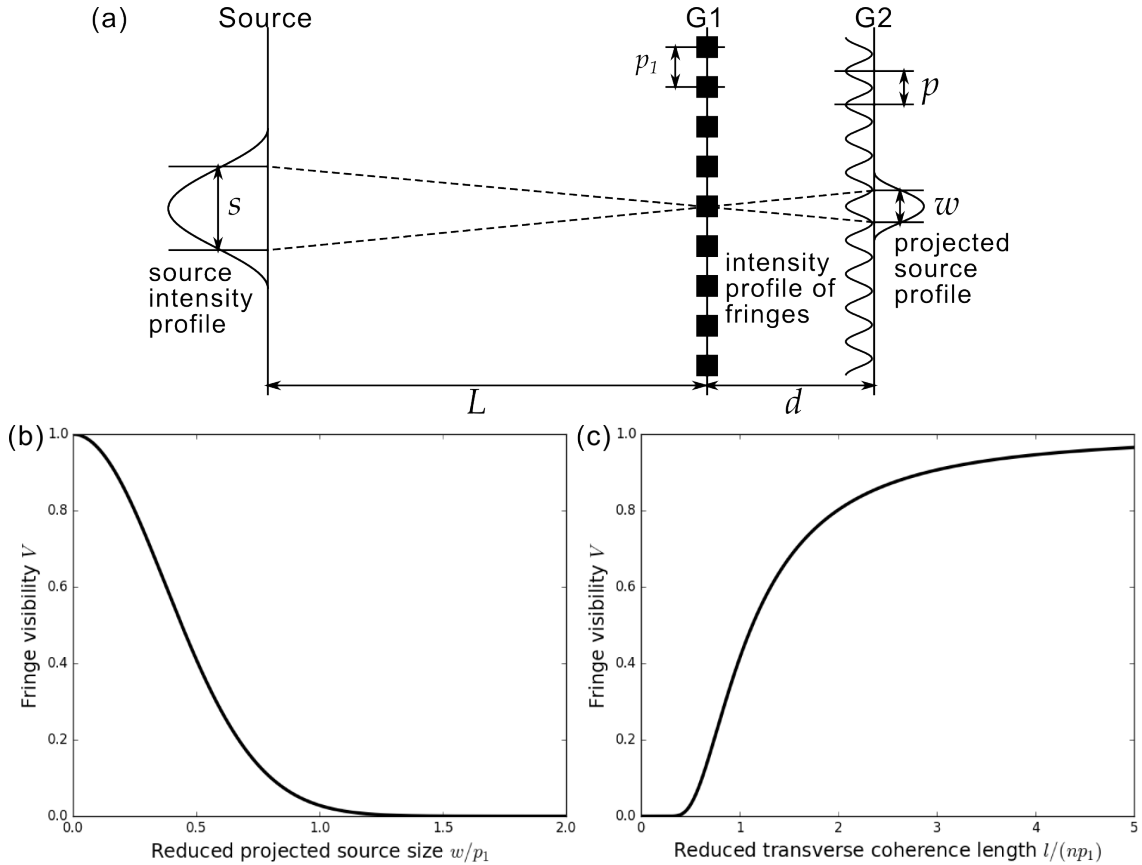 (a)
Source
G1
G2
p₁
p
s
w
source
intensity
profile
intensity
profile of
fringes
projected
source
profile
L
d
(b)
1.0
0.8
0.6
0.4
0.2
0.0
Fringe visibility V
0.0 0.5 1.0 1.5 2.0
Reduced projected source size w/p₁
(c)
1.0
0.8
0.6
0.4
0.2
0.0
Fringe visibility V
0 1 2 3 4 5
Reduced transverse coherence length l/(np₁)